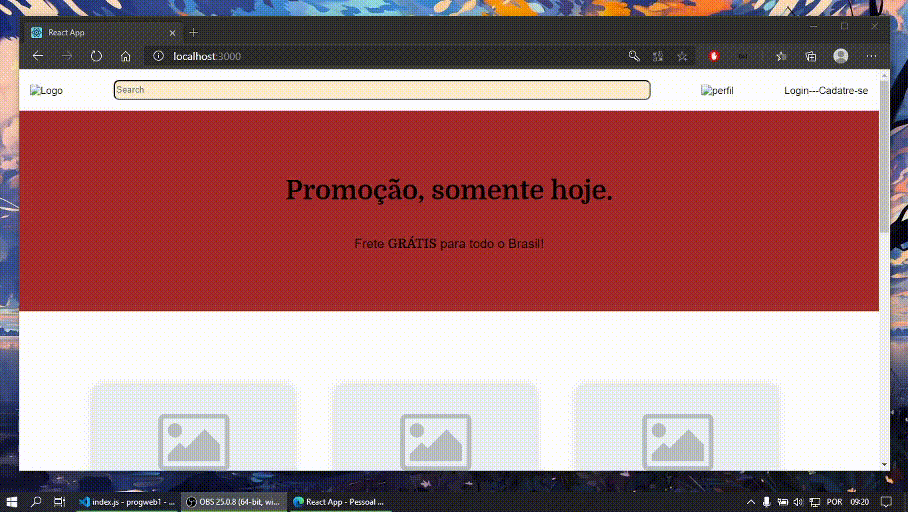 React App
localhost:3000
Logo
Search
perfil
Login---Cadatre-se
Promoção, somente hoje.
Frete GRÁTIS para todo o Brasil!
index.js - progweb1 - ...
OBS 25.0.8 (64-bit, wi...
React App - Pessoal ...
POR
09:20